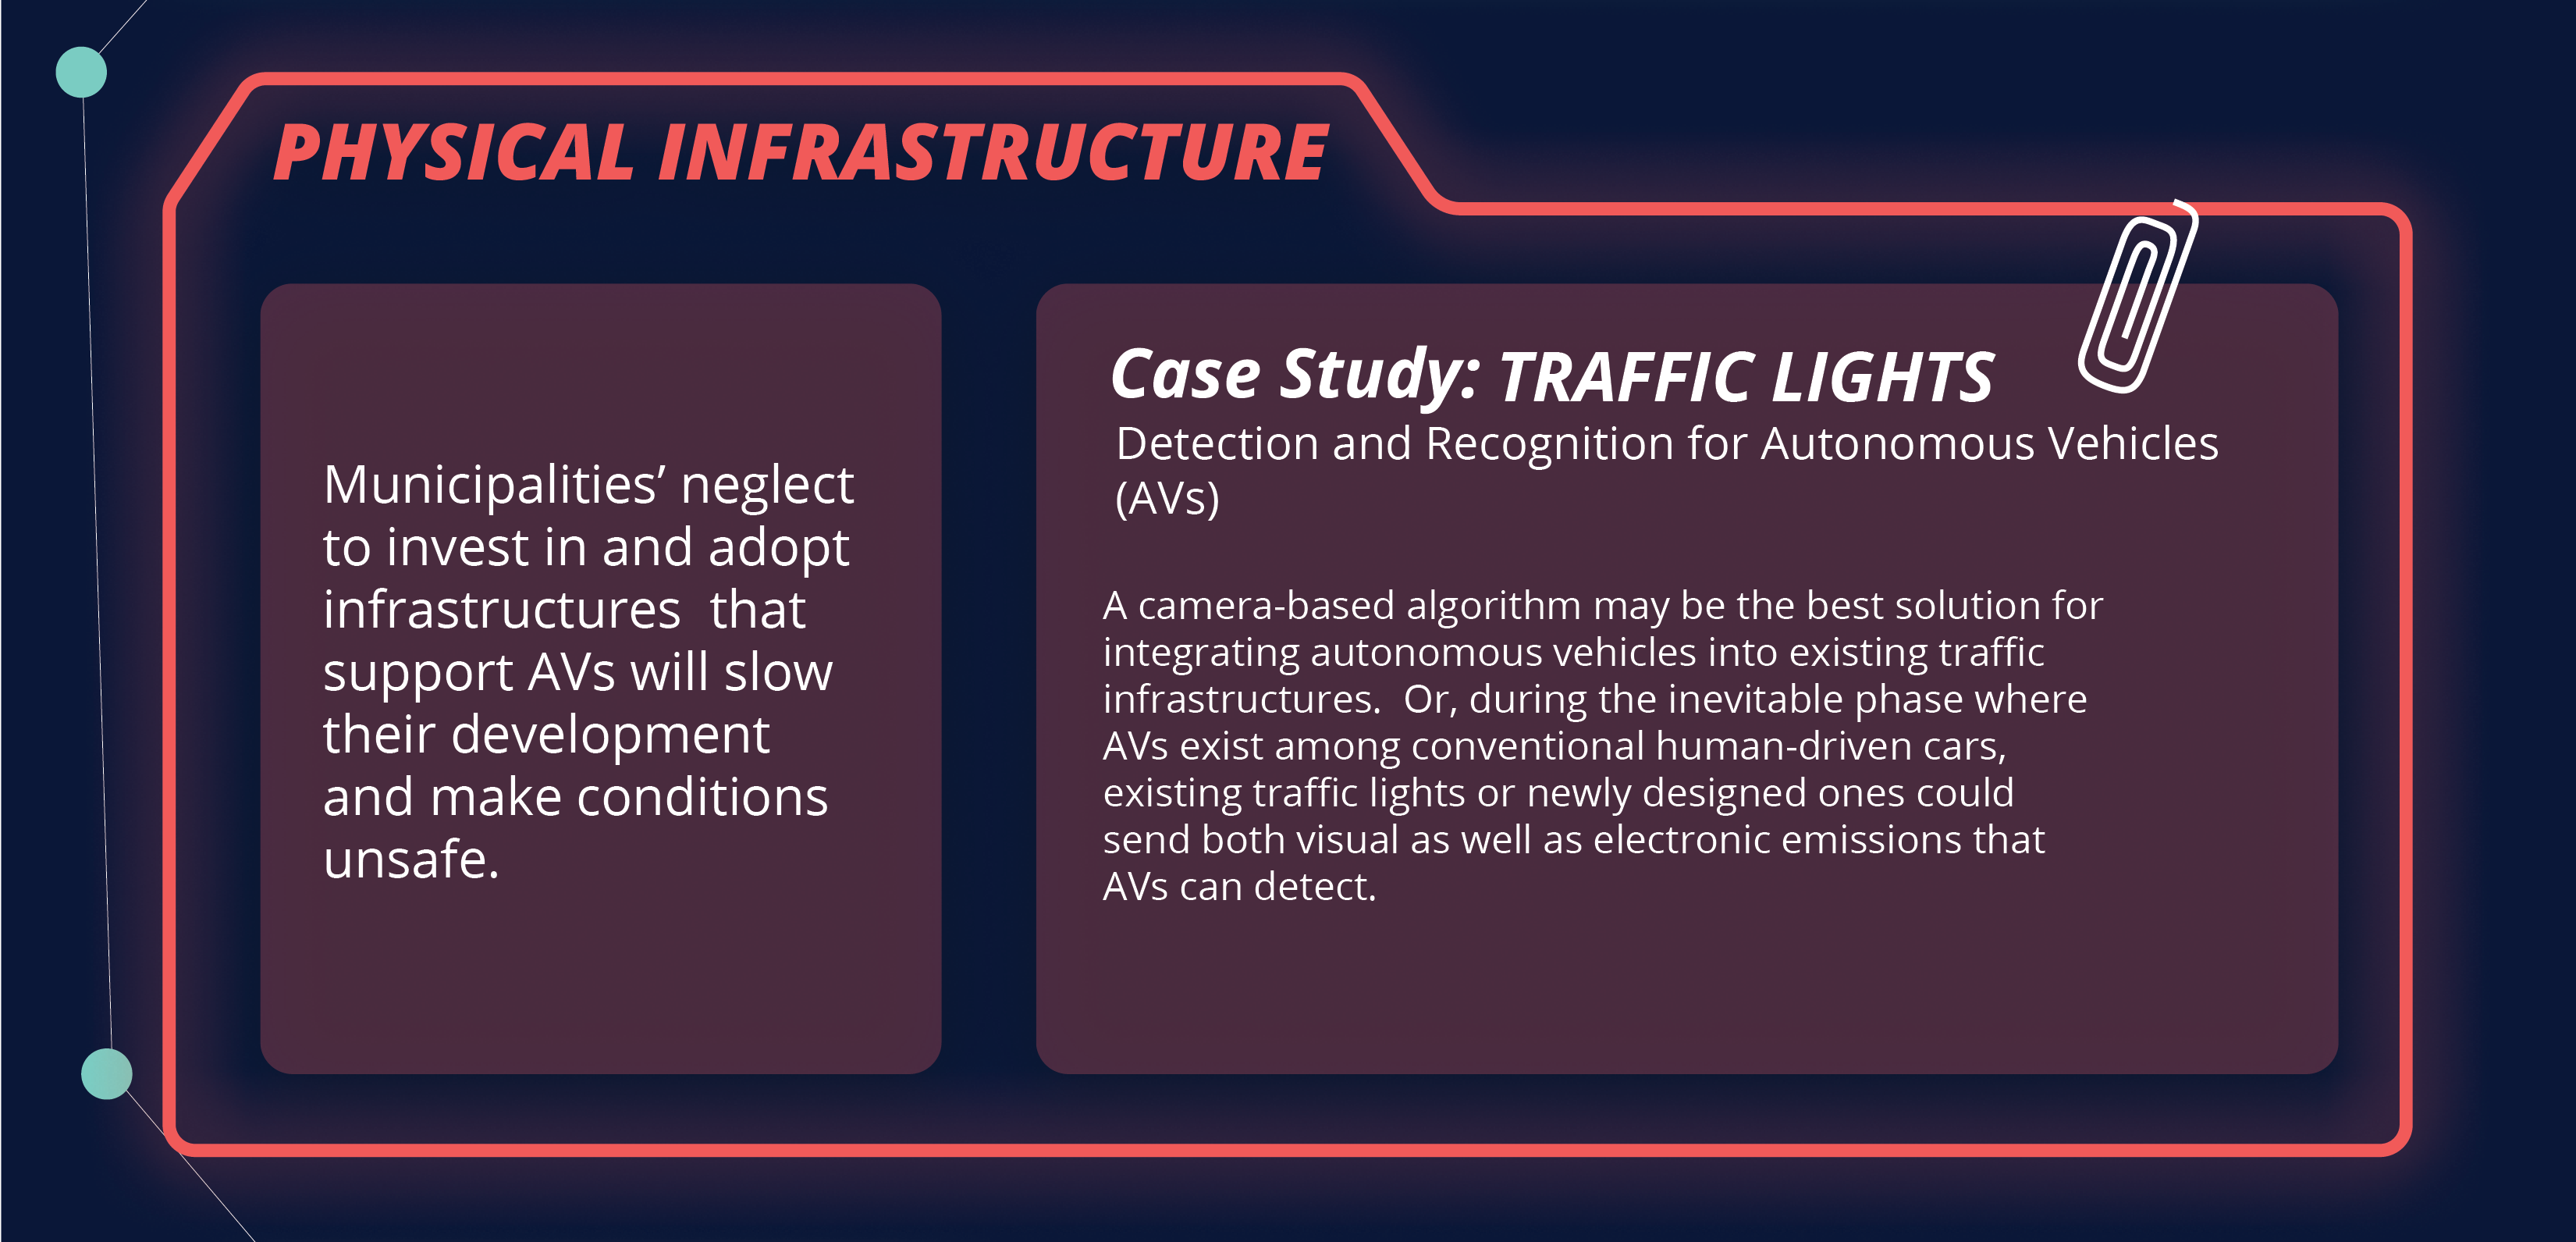 PHYSICAL INFRASTRUCTURE
Municipalities’ neglect
to invest in and adopt
infrastructures  that
support AVs will slow
their development
and make conditions
unsafe.
Case Study: TRAFFIC LIGHTS
Detection and Recognition for Autonomous Vehicles
(AVs)
A camera-based algorithm may be the best solution for
integrating autonomous vehicles into existing traffic
infrastructures.  Or, during the inevitable phase where
AVs exist among conventional human-driven cars,
existing traffic lights or newly designed ones could
send both visual as well as electronic emissions that
AVs can detect.